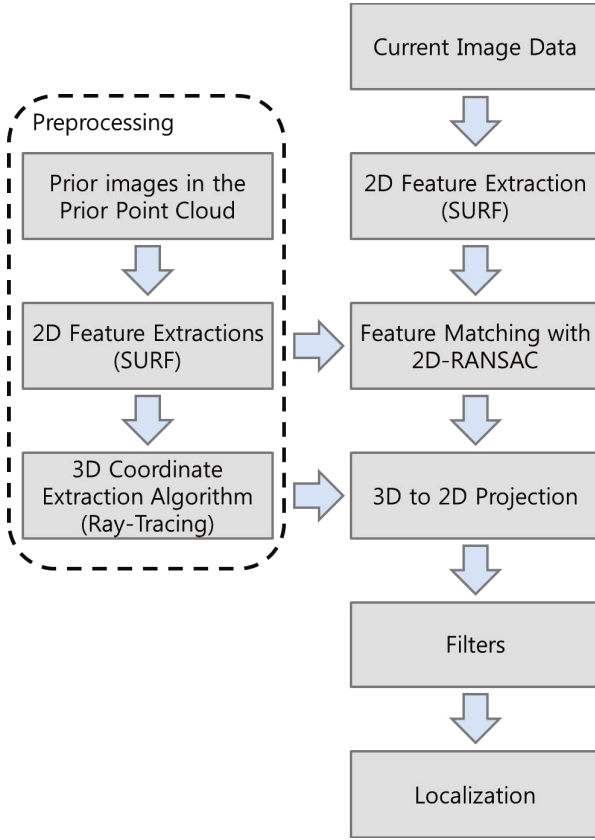 Current Image Data
Preprocessing
Prior images in the
Prior Point Cloud
2D Feature Extraction
(SURF)
2D Feature Extractions
(SURF)
Feature Matching with
2D-RANSAC
3D Coordinate
Extraction Algorithm
(Ray-Tracing)
3D to 2D Projection
Filters
Localization